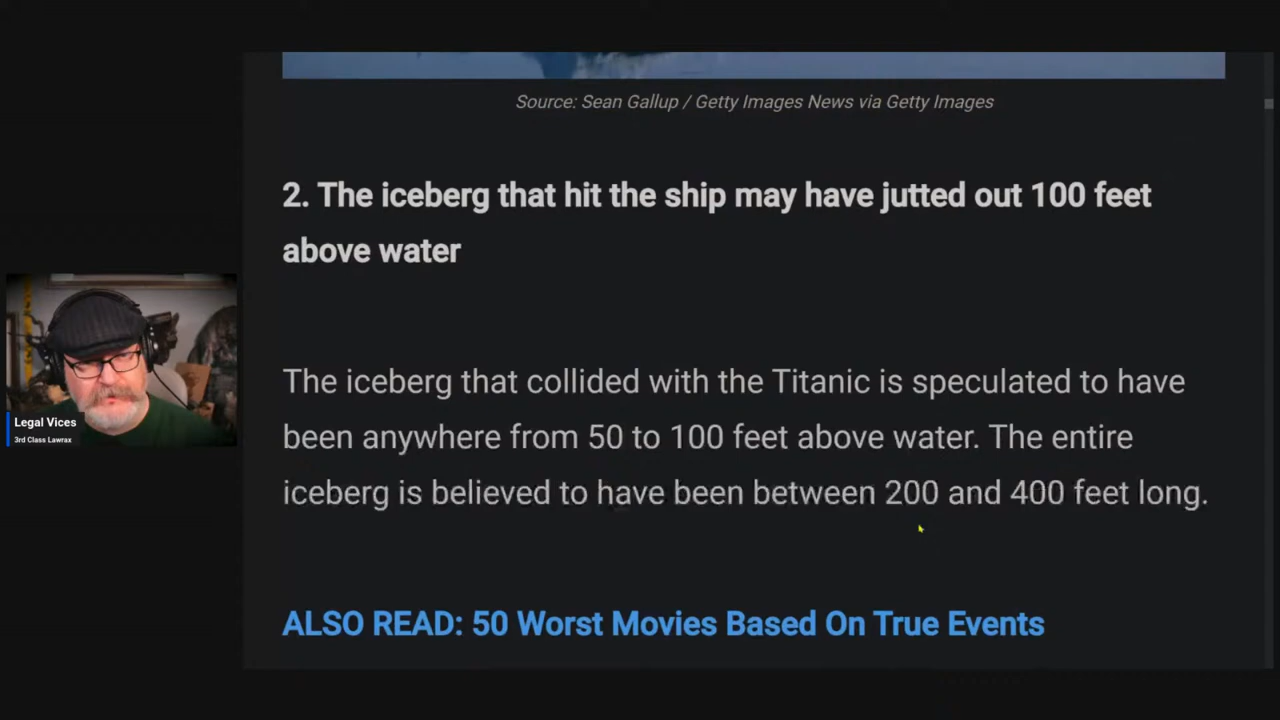 Source: Sean Gallup / Getty Images News via Getty Images
2. The iceberg that hit the ship may have jutted out 100 feet
above water
The iceberg that collided with the Titanic is speculated to have
been anywhere from 50 to 100 feet above water. The entire
iceberg is believed to have been between 200 and 400 feet long.
ALSO READ: 50 Worst Movies Based On True Events
Legal Vices
3rd Class Lawrax